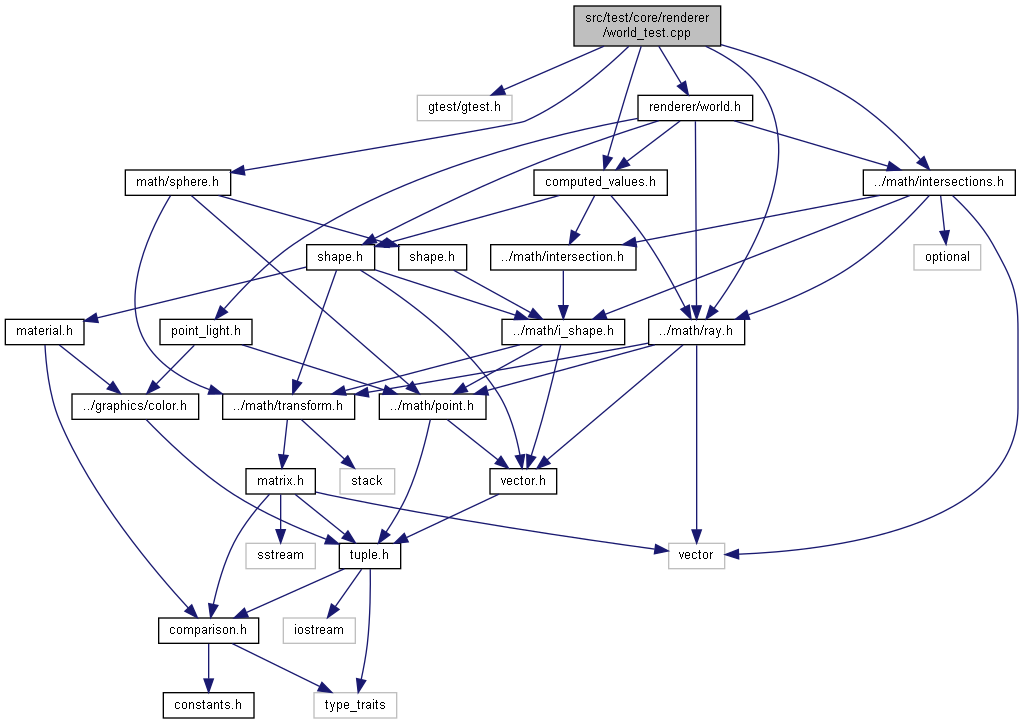 src/test/core/renderer
/world_test.cpp
gtest/gtest.h
renderer/world.h
math/sphere.h
computed_values.h
../math/intersections.h
shape.h
shape.h
../math/intersection.h
optional
material.h
point_light.h
../math/i_shape.h
../math/ray.h
../graphics/color.h
../math/transform.h
../math/point.h
matrix.h
stack
vector.h
sstream
tuple.h
vector
comparison.h
iostream
constants.h
type_traits